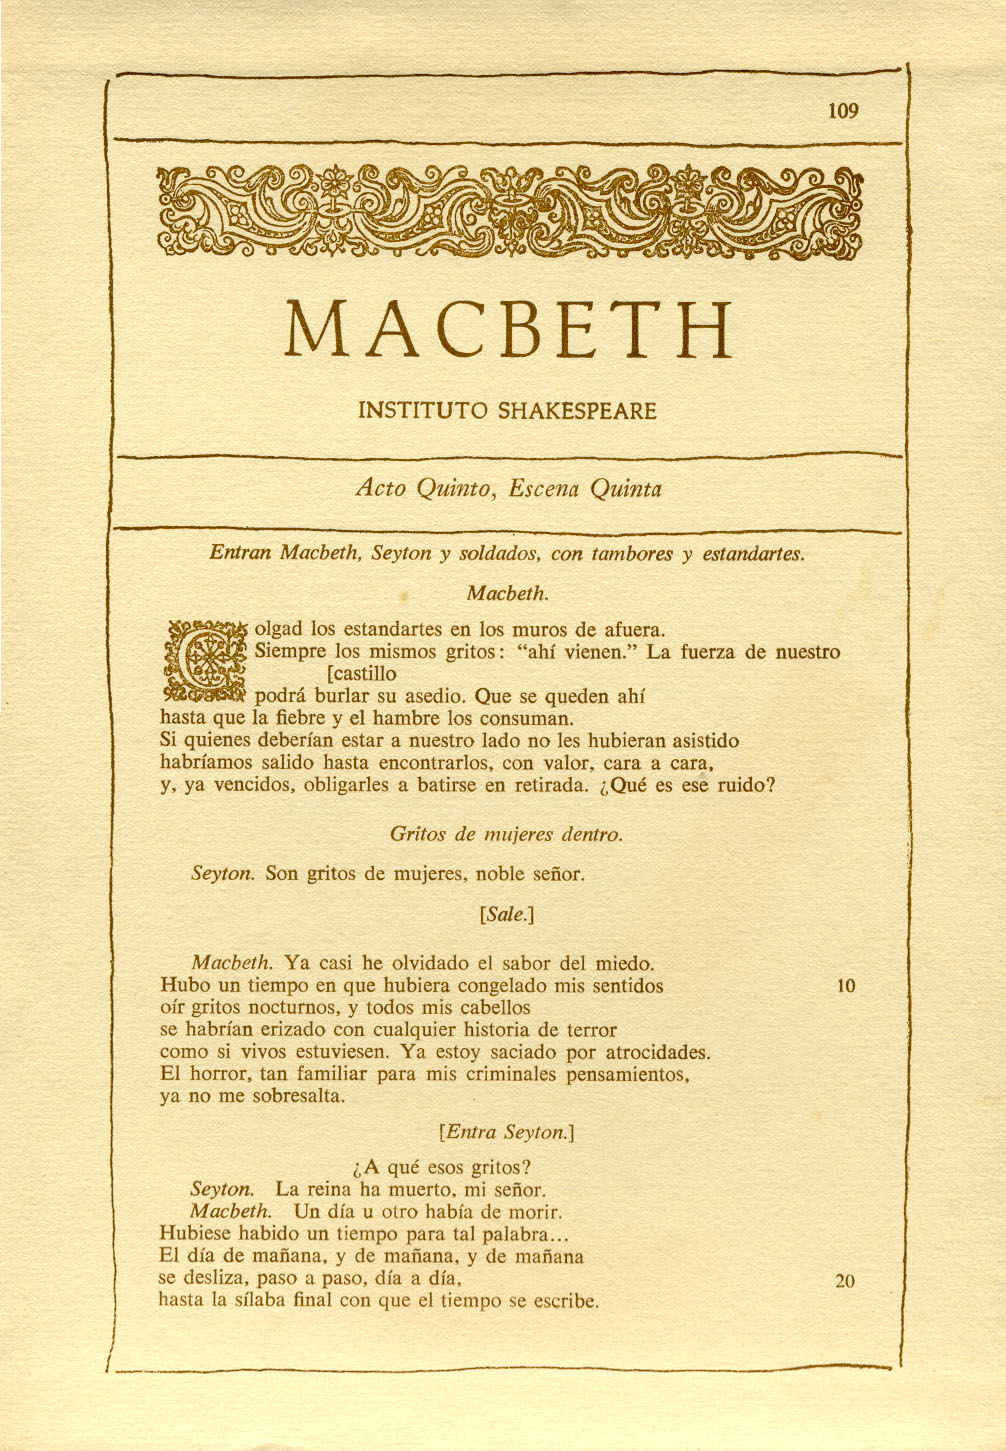 109
MACBETH
INSTITUTO SHAKESPEARE
Acto Quinto, Escena Quinta
Entran Macbeth, Seyton y soldados, con tambores y estandartes.
Macbeth.
Colgad los estandartes en los muros de afuera.
Siempre los mismos gritos: “ahí vienen.” La fuerza de nuestro
[castillo
podrá burlar su asedio. Que se queden ahí
hasta que la fiebre y el hambre los consuman.
Si quienes deberían estar a nuestro lado no les hubieran asistido
habríamos salido hasta encontrarlos, con valor, cara a cara,
y, ya vencidos, obligarles a batirse en retirada. ¿Qué es ese ruido?
Gritos de mujeres dentro.
Seyton. Son gritos de mujeres, noble señor.
[Sale.]
Macbeth. Ya casi he olvidado el sabor del miedo.
Hubo un tiempo en que hubiera congelado mis sentidos 10
oír gritos nocturnos, y todos mis cabellos
se habrían erizado con cualquier historia de terror
como si vivos estuviesen. Ya estoy saciado por atrocidades.
El horror, tan familiar para mis criminales pensamientos,
ya no me sobresalta.
[Entra Seyton.]
¿A qué esos gritos?
Seyton. La reina ha muerto, mi señor.
Macbeth. Un día u otro había de morir.
Hubiese habido un tiempo para tal palabra...
El día de mañana, y de mañana, y de mañana
se desliza, paso a paso, día a día, 20
hasta la sílaba final con que el tiempo se escribe.